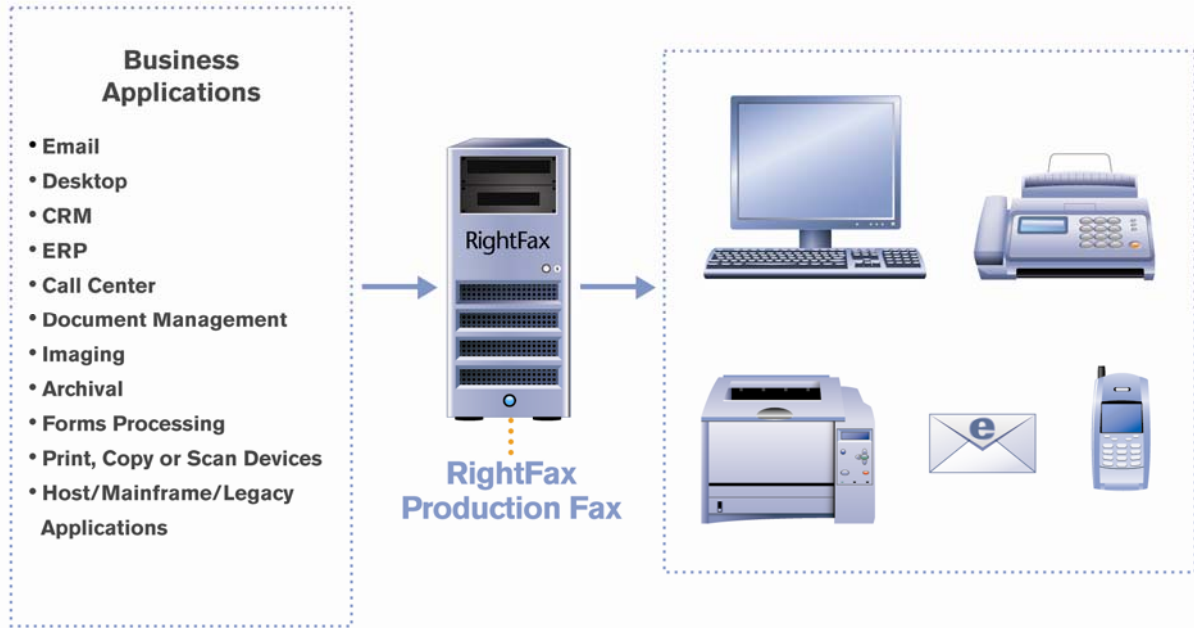 Business
Applications
• Email
• Desktop
• CRM
• ERP
• Call Center
• Document Management
• Imaging
• Archival
• Forms Processing
• Print, Copy or Scan Devices
• Host/Mainframe/Legacy
Applications
RightFax
RightFax
Production Fax
e